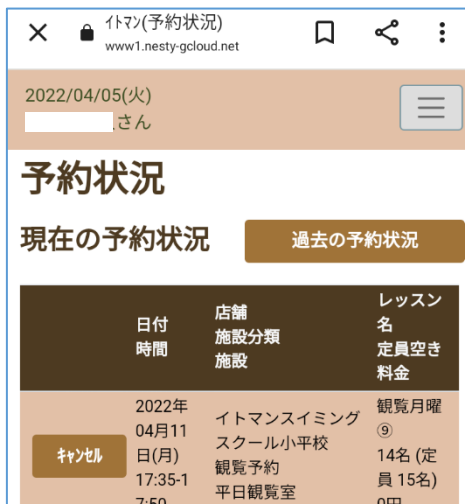 ｲﾄﾏﾝ(予約状況)
www1.nesty-gcloud.net
2022/04/05(火)
さん
予約状況
現在の予約状況
過去の予約状況
日付
時間
店舗
施設分類
施設
レッスン
名
定員空き
料金
ｷｬﾝｾﾙ
2022年
04月11
日(月)
17:35-1
7:50
イトマンスイミング
スクール小平校
観覧予約
平日観覧室
観覧月曜
⑨
14名 (定
員 15名)
0円